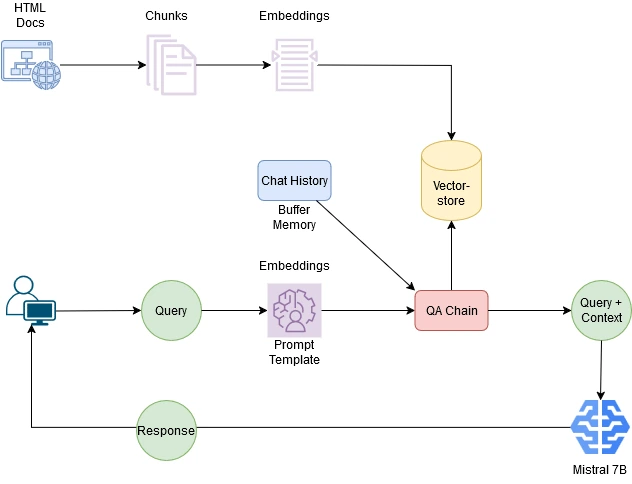 HTML
Docs
Chunks
Embeddings
Chat History
Buffer
Memory
Vector-
store
Embeddings
Query
Prompt
Template
QA Chain
Query +
Context
Response
Mistral 7B